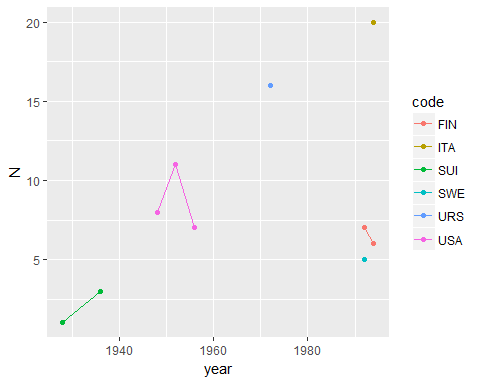 20
15
10
5
N
1940 1960 1980
year
code
FIN
ITA
SUI
SWE
URS
USA